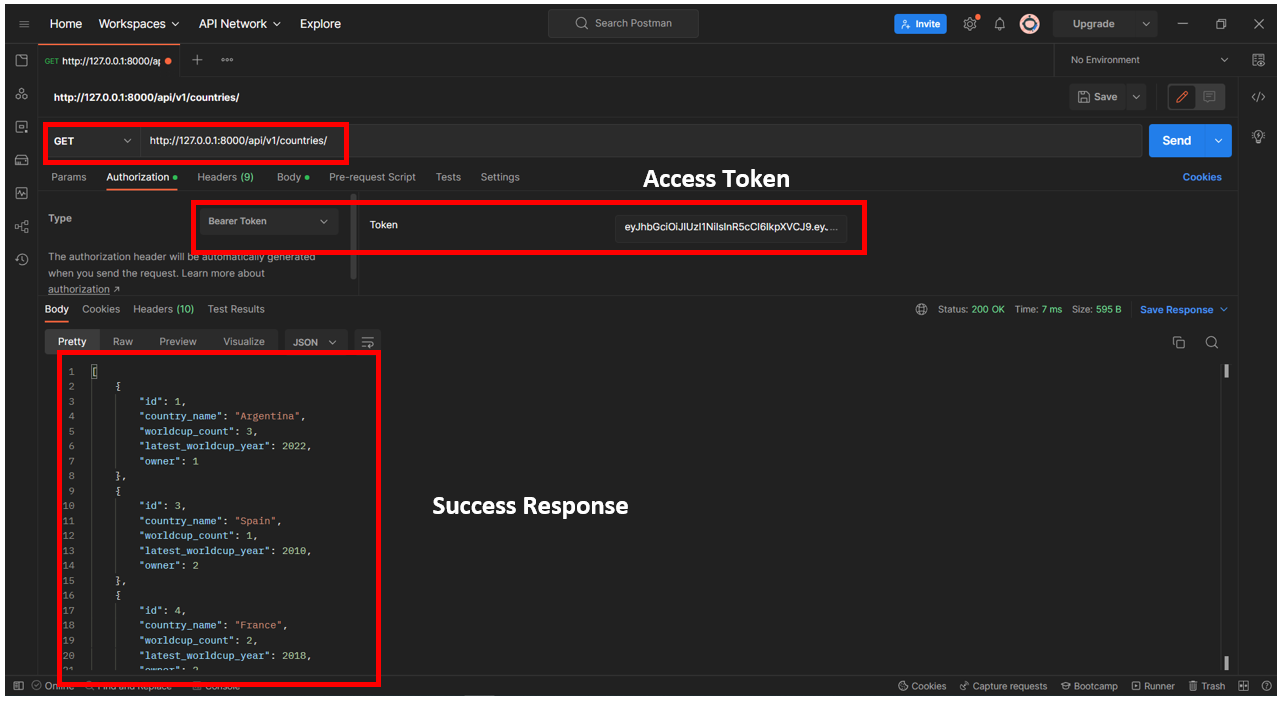 Home Workspaces API Network Explore Search Postman Invite Upgrade
GET http://127.0.0.1:8000/ap No Environment
http://127.0.0.1:8000/api/v1/countries/ Save
GET http://127.0.0.1:8000/api/v1/countries/ Send
Params Authorization Headers (9) Body Pre-request Script Tests Settings Cookies
Access Token
Type Bearer Token Token eyJhbGciOiJIUzI1NiIsInR5cCI6IkpXVCJ9.ey. ...
The authorization header will be automatically generated
when you send the request. Learn more about
authorization ↗
Body Cookies Headers (10) Test Results Status: 200 OK Time: 7 ms Size: 595 B Save Response
Pretty Raw Preview Visualize JSON
1 [
2 {
3 "id": 1,
4 "country_name": "Argentina",
5 "worldcup_count": 3,
6 "latest_worldcup_year": 2022,
7 "owner": 1
8 },
9 {
10 "id": 3,
11 "country_name": "Spain",
12 "worldcup_count": 1,
13 "latest_worldcup_year": 2010,
14 "owner": 2
15 },
16 {
17 "id": 4,
18 "country_name": "France",
19 "worldcup_count": 2,
20 "latest_worldcup_year": 2018,
21 "owner": 2
Success Response
Online Find and Replace Console Cookies Capture requests Bootcamp Runner Trash